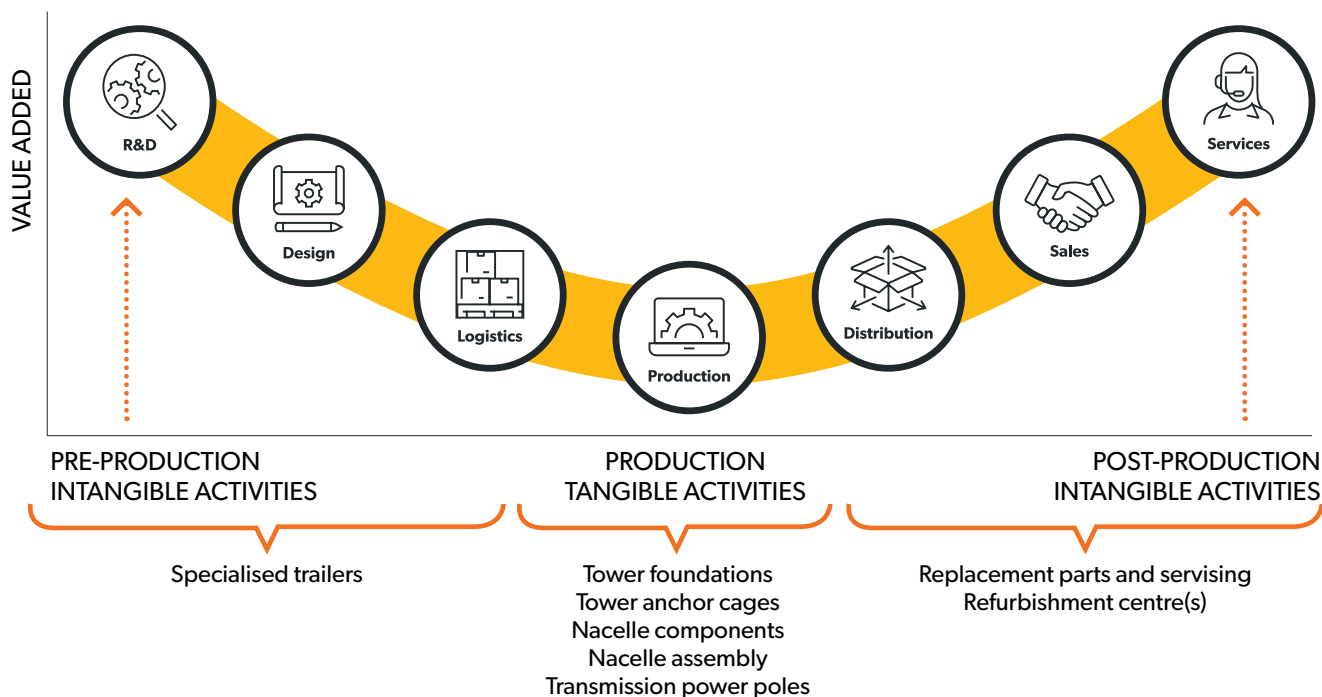 VALUE ADDED
R&D
Design
Logistics
Production
Distribution
Sales
Services
PRE-PRODUCTION
INTANGIBLE ACTIVITIES
PRODUCTION
TANGIBLE ACTIVITIES
POST-PRODUCTION
INTANGIBLE ACTIVITIES
Specialised trailers
Tower foundations
Tower anchor cages
Nacelle components
Nacelle assembly
Transmission power poles
Replacement parts and servising
Refurbishment centre(s)